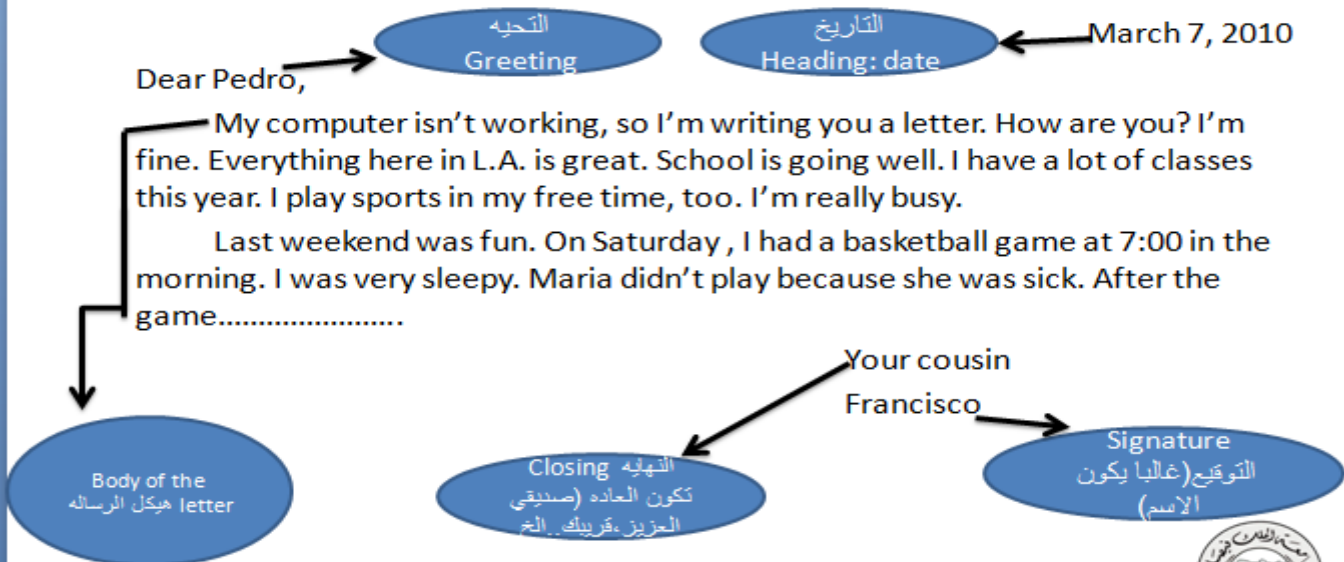 التحيه
Greeting
التاريخ
Heading: date
March 7, 2010
Dear Pedro,
My computer isn't working, so I'm writing you a letter. How are you? I'm
fine. Everything here in L.A. is great. School is going well. I have a lot of classes
this year. I play sports in my free time, too. I'm really busy.
Last weekend was fun. On Saturday , I had a basketball game at 7:00 in the
morning. I was very sleepy. Maria didn't play because she was sick. After the
game.......................
Your cousin
Francisco
Body of the
letter هيكل الرساله
Closing النهايه
تكون العاده (صديقي
العزيز،قريبك..الخ
Signature
التوقيع(غالبا يكون
الاسم)